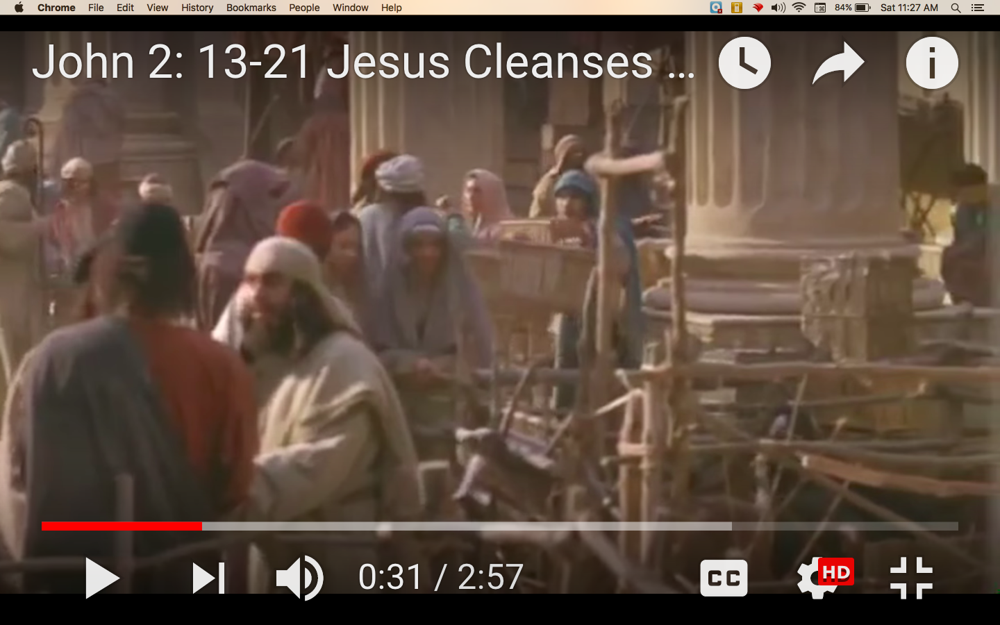 Chrome File Edit View History Bookmarks People Window Help 84% Sat 11:27 AM
John 2: 13-21 Jesus Cleanses ...
0:31 / 2:57 CC HD